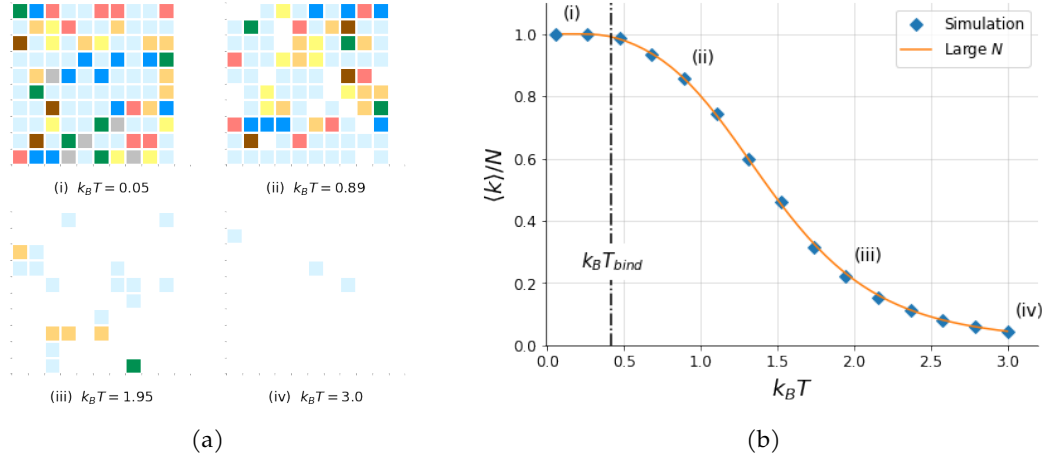 (i) k_BT = 0.05
(ii) k_BT = 0.89
(iii) k_BT = 1.95
(iv) k_BT = 3.0
(a)
⟨k⟩/N
1.0
0.8
0.6
0.4
0.2
0.0
(i)
(ii)
(iii)
(iv)
k_BT_bind
Simulation
Large N
0.0 0.5 1.0 1.5 2.0 2.5 3.0
k_BT
(b)